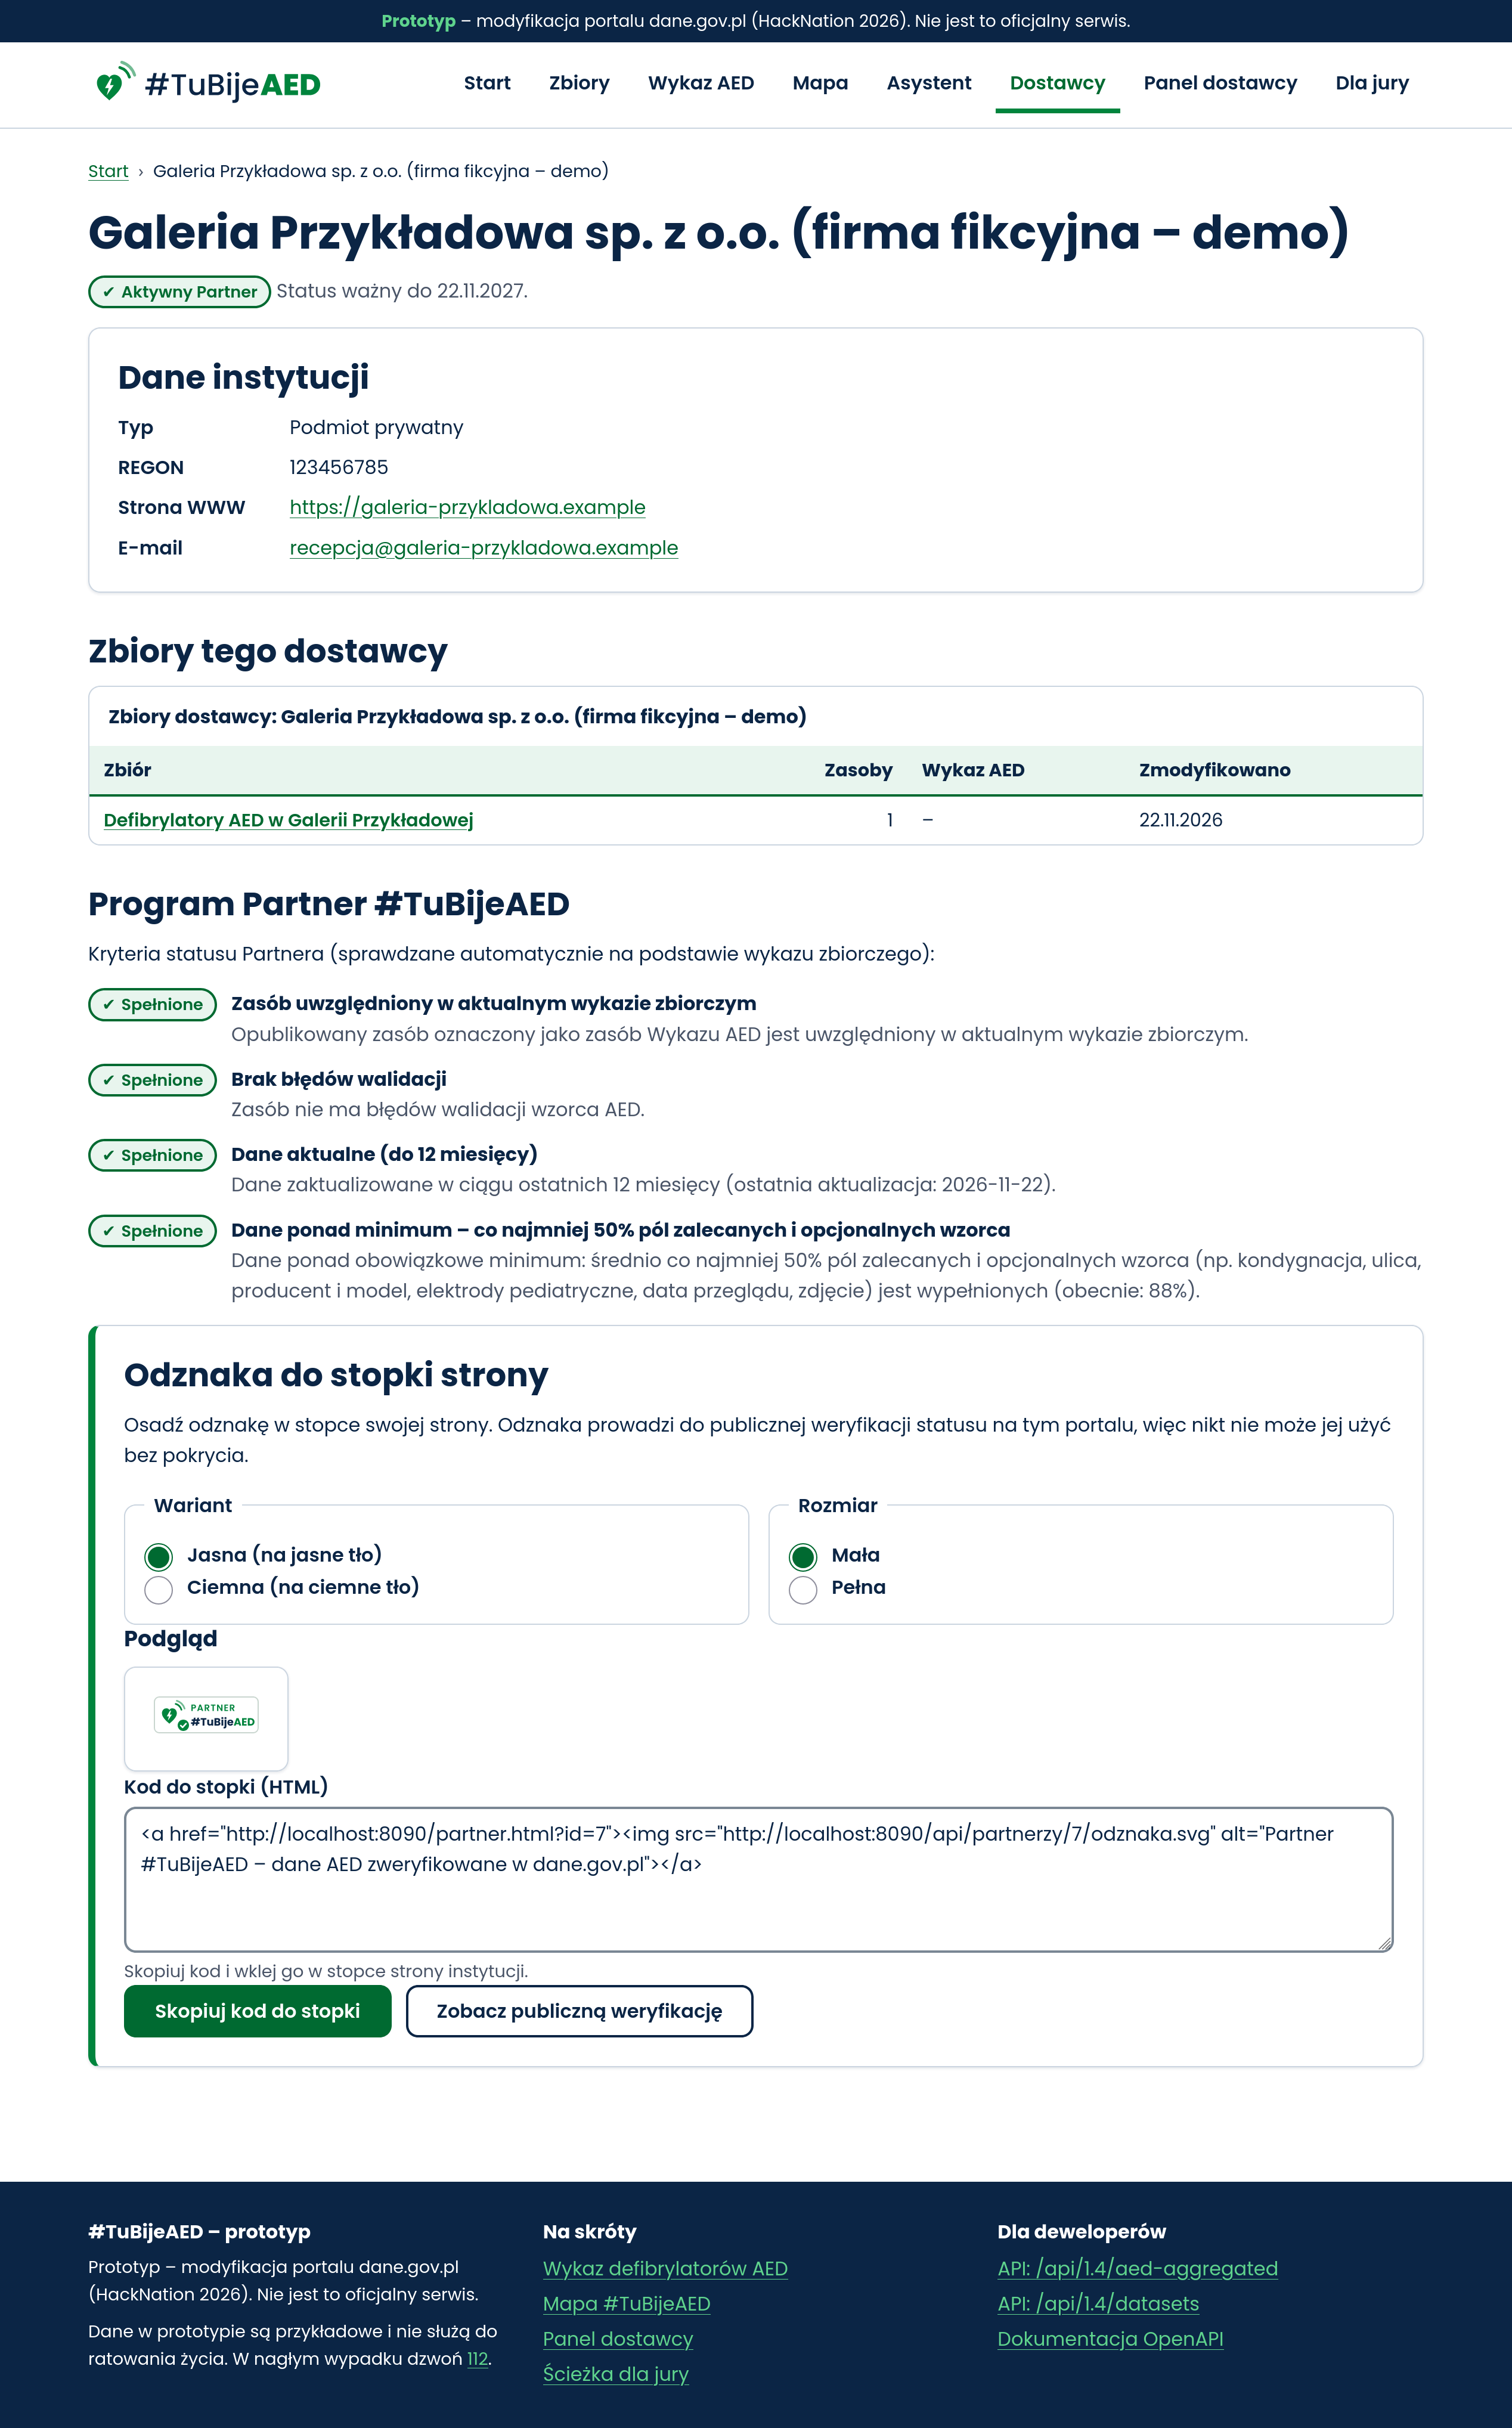 Prototyp – modyfikacja portalu dane.gov.pl (HackNation 2026). Nie jest to oficjalny serwis.
#TuBijeAED
Start Zbiory Wykaz AED Mapa Asystent Dostawcy Panel dostawcy Dla jury
Start › Galeria Przykładowa sp. z o.o. (firma fikcyjna – demo)
Galeria Przykładowa sp. z o.o. (firma fikcyjna – demo)
✔ Aktywny Partner Status ważny do 22.11.2027.
Dane instytucji
Typ Podmiot prywatny
REGON 123456785
Strona WWW https://galeria-przykladowa.example
E-mail recepcja@galeria-przykladowa.example
Zbiory tego dostawcy
Zbiory dostawcy: Galeria Przykładowa sp. z o.o. (firma fikcyjna – demo)
Zbiór Zasoby Wykaz AED Zmodyfikowano
Defibrylatory AED w Galerii Przykładowej 1 – 22.11.2026
Program Partner #TuBijeAED
Kryteria statusu Partnera (sprawdzane automatycznie na podstawie wykazu zbiorczego):
✔ Spełnione Zasób uwzględniony w aktualnym wykazie zbiorczym
Opublikowany zasób oznaczony jako zasób Wykazu AED jest uwzględniony w aktualnym wykazie zbiorczym.
✔ Spełnione Brak błędów walidacji
Zasób nie ma błędów walidacji wzorca AED.
✔ Spełnione Dane aktualne (do 12 miesięcy)
Dane zaktualizowane w ciągu ostatnich 12 miesięcy (ostatnia aktualizacja: 2026-11-22).
✔ Spełnione Dane ponad minimum – co najmniej 50% pól zalecanych i opcjonalnych wzorca
Dane ponad obowiązkowe minimum: średnio co najmniej 50% pól zalecanych i opcjonalnych wzorca (np. kondygnacja, ulica,
producent i model, elektrody pediatryczne, data przeglądu, zdjęcie) jest wypełnionych (obecnie: 88%).
Odznaka do stopki strony
Osadź odznakę w stopce swojej strony. Odznaka prowadzi do publicznej weryfikacji statusu na tym portalu, więc nikt nie może jej użyć
bez pokrycia.
Wariant Rozmiar
Jasna (na jasne tło) Mała
Ciemna (na ciemne tło) Pełna
Podgląd
PARTNER
#TuBijeAED
Kod do stopki (HTML)
<a href="http://localhost:8090/partner.html?id=7"><img src="http://localhost:8090/api/partnerzy/7/odznaka.svg" alt="Partner
#TuBijeAED – dane AED zweryfikowane w dane.gov.pl"></a>
Skopiuj kod i wklej go w stopce strony instytucji.
Skopiuj kod do stopki Zobacz publiczną weryfikację
#TuBijeAED – prototyp Na skróty Dla deweloperów
Prototyp – modyfikacja portalu dane.gov.pl Wykaz defibrylatorów AED API: /api/1.4/aed-aggregated
(HackNation 2026). Nie jest to oficjalny serwis. Mapa #TuBijeAED API: /api/1.4/datasets
Dane w prototypie są przykładowe i nie służą do Panel dostawcy Dokumentacja OpenAPI
ratowania życia. W nagłym wypadku dzwoń 112. Ścieżka dla jury